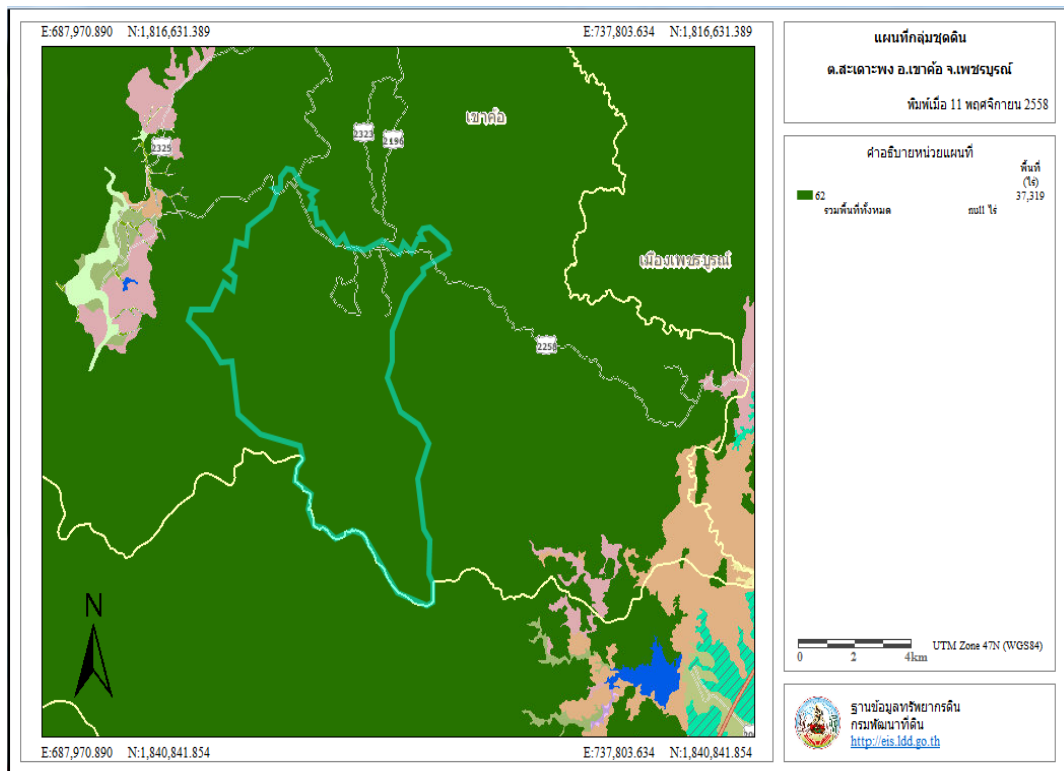 E:687,970.890 N:1,816,631.389
E:737,803.634 N:1,816,631.389
แผนที่กลุ่มชุดดิน
ต.สะเดาะพง อ.เขาค้อ จ.เพชรบูรณ์
พิมพ์เมื่อ 11 พฤศจิกายน 2558
เขาค้อ
2323
2196
2325
เมืองเพชรบูรณ์
2258
คำอธิบายหน่วยแผนที่
พื้นที่
(ไร่)
62 37,319
รวมพื้นที่ทั้งหมด null ไร่
N
0 2 4km
UTM Zone 47N (WGS84)
ฐานข้อมูลทรัพยากรดิน
กรมพัฒนาที่ดิน
http://eis.ldd.go.th
E:687,970.890 N:1,840,841.854
E:737,803.634 N:1,840,841.854